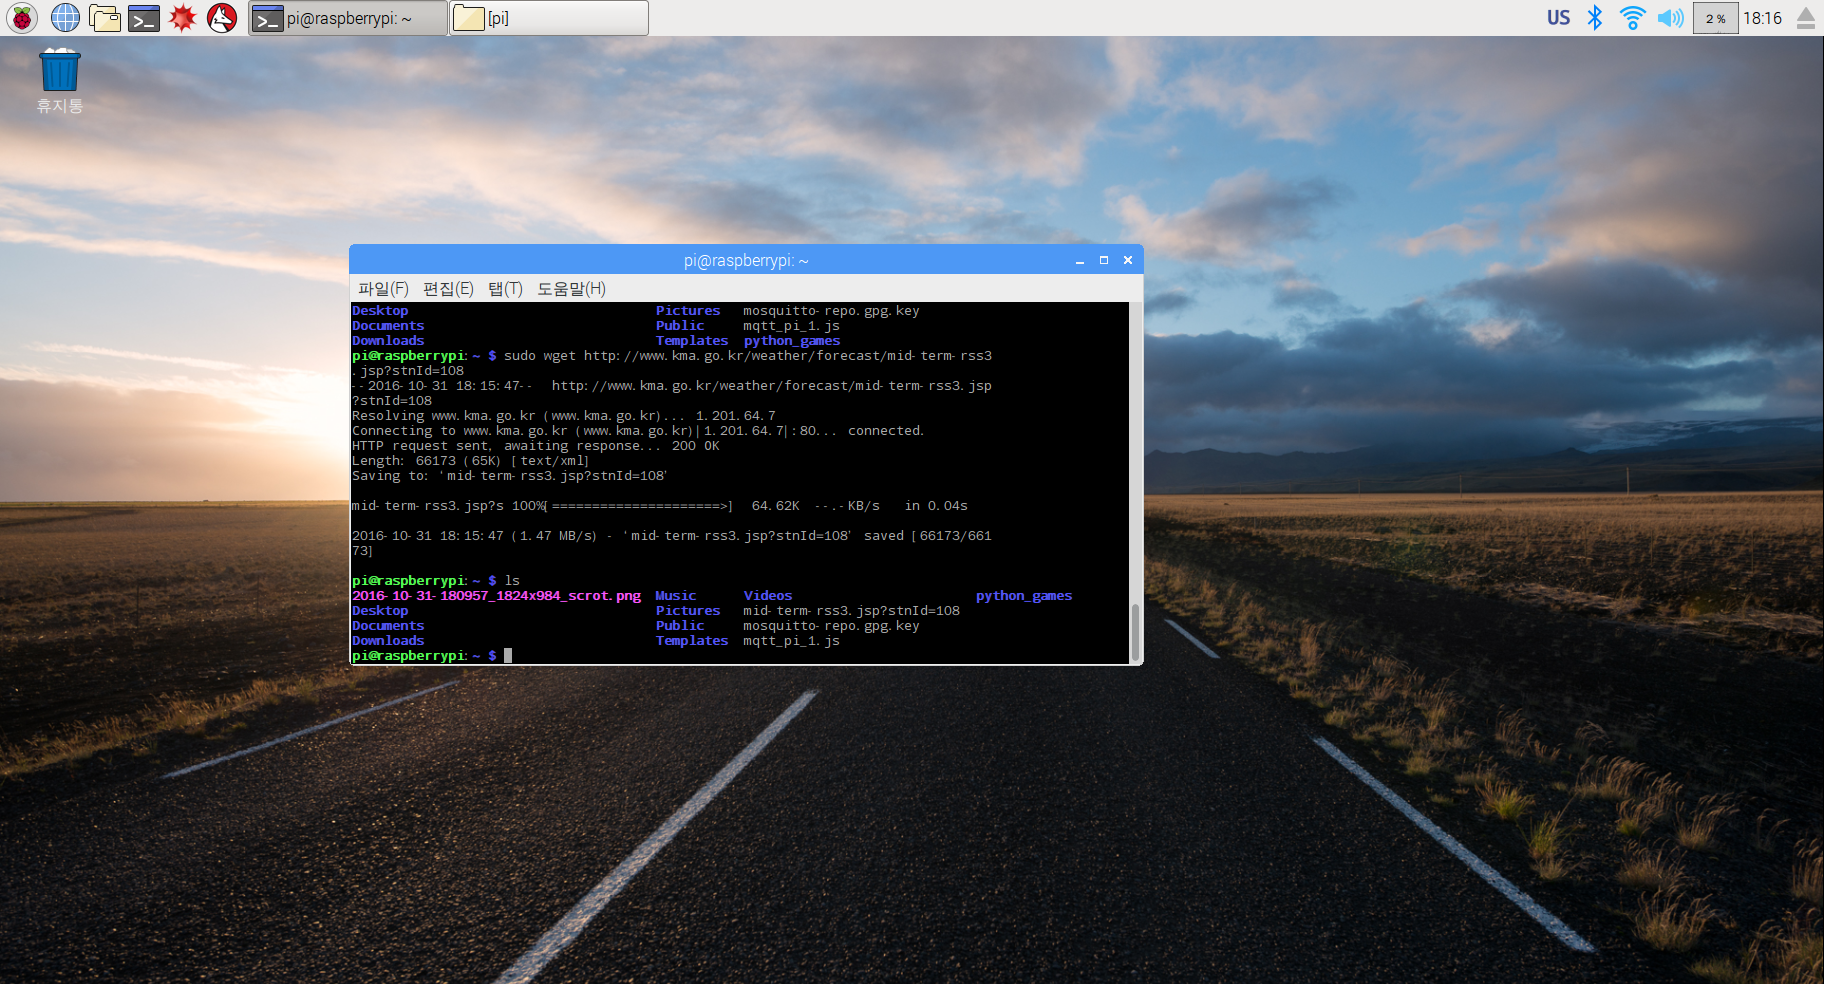 pi@raspberrypi: ~
[pi]
US
2 %
18:16
휴지통
pi@raspberrypi: ~
파일(F) 편집(E) 탭(T) 도움말(H)
Desktop Pictures mosquitto-repo.gpg.key
Documents Public mqtt_pi_1.js
Downloads Templates python_games
pi@raspberrypi:~ $ sudo wget http://www.kma.go.kr/weather/forecast/mid-term-rss3
.jsp?stnId=108
--2016-10-31 18:15:47-- http://www.kma.go.kr/weather/forecast/mid-term-rss3.jsp
?stnId=108
Resolving www.kma.go.kr (www.kma.go.kr)... 1.201.64.7
Connecting to www.kma.go.kr (www.kma.go.kr)|1.201.64.7|:80... connected.
HTTP request sent, awaiting response... 200 OK
Length: 66173 (65K) [text/xml]
Saving to: ‘mid-term-rss3.jsp?stnId=108’
mid-term-rss3.jsp?s 100%[=====================>] 64.62K --.-KB/s in 0.04s
2016-10-31 18:15:47 (1.47 MB/s) - ‘mid-term-rss3.jsp?stnId=108’ saved [66173/661
73]
pi@raspberrypi:~ $ ls
2016-10-31-180957_1824x984_scrot.png Music Videos python_games
Desktop Pictures mid-term-rss3.jsp?stnId=108
Documents Public mosquitto-repo.gpg.key
Downloads Templates mqtt_pi_1.js
pi@raspberrypi:~ $